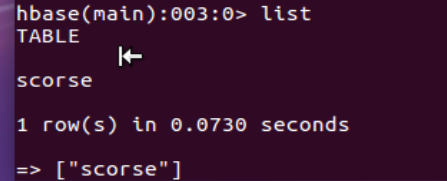 hbase(main):003:0> list
TABLE
scorse
1 row(s) in 0.0730 seconds
=> ["scorse"]